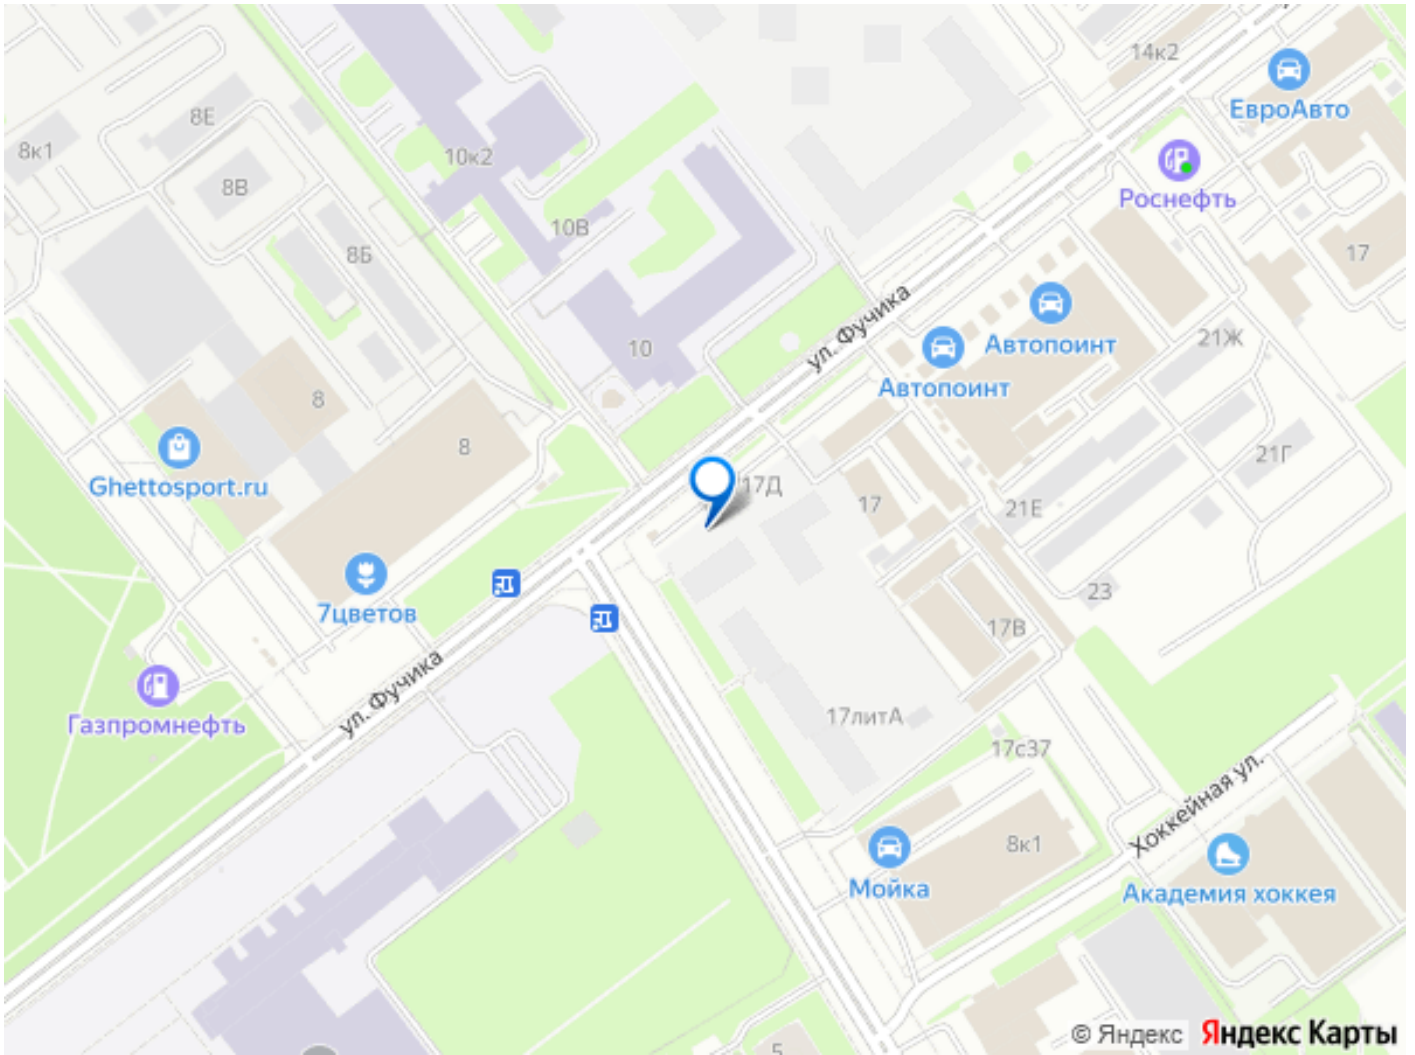 14к2
ЕвроАвто
8Е
8к1
10к2
8В
Роснефть
10В
8Б
17
ул. Фучика
21Ж
Автопоинт
10
Автопоинт
8
8
21Г
Ghettosport.ru
17Д
17
21Е
7цветов
23
17В
ул. Фучика
Газпромнефть
17литА
17с37
Хоккейная ул.
8к1
Мойка
Академия хоккея
5
© Яндекс Яндекс Карты